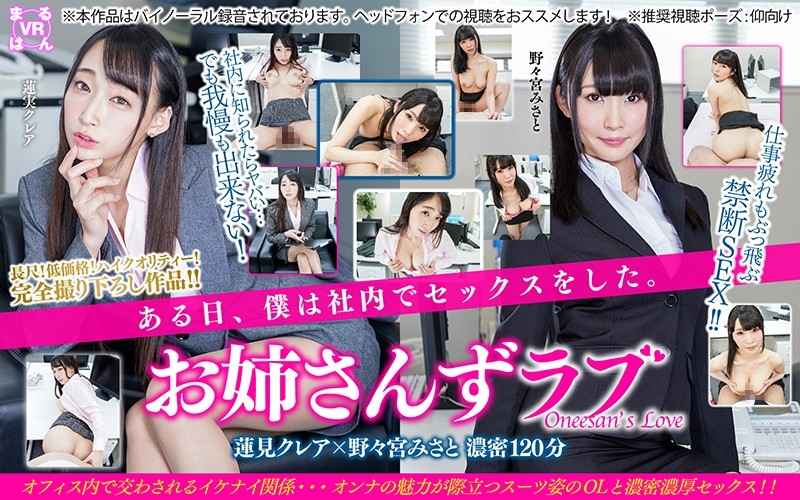 まるVRはーん
※本作品はバイノーラル録音されております。ヘッドフォンでの視聴をおススメします！ ※推奨視聴ポーズ：仰向け
蓮実クレア
社内に知られたらヤバい…
でも我慢も出来ない！
野々宮みさと
仕事疲れもぶっ飛ぶ
禁断SEX!!
長尺！低価格！ハイクオリティー！
完全撮り下ろし作品!!
ある日、僕は社内でセックスをした。
お姉さんずラブ
Oneesan's Love
蓮見クレア×野々宮みさと 濃密120分
オフィス内で交わされるイケナイ関係・・・オンナの魅力が際立つスーツ姿のOLと濃密濃厚セックス!!